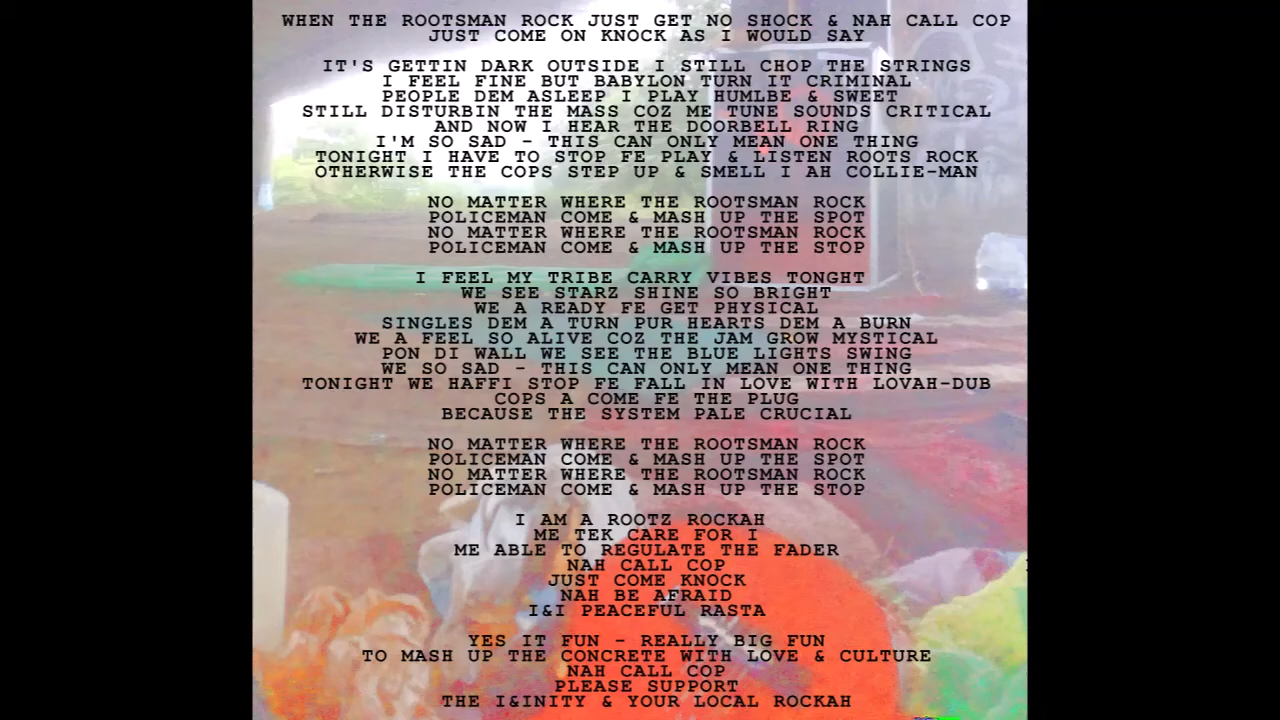 WHEN THE ROOTSMAN ROCK JUST GET NO SHOCK & NAH CALL COP
JUST COME ON KNOCK AS I WOULD SAY
IT'S GETTIN DARK OUTSIDE I STILL CHOP THE STRINGS
I FEEL FINE BUT BABYLON TURN IT CRIMINAL
PEOPLE DEM ASLEEP I PLAY HUMLBE & SWEET
STILL DISTURBIN THE MASS COZ ME TUNE SOUNDS CRITICAL
AND NOW I HEAR THE DOORBELL RING
I'M SO SAD - THIS CAN ONLY MEAN ONE THING
TONIGHT I HAVE TO STOP FE PLAY & LISTEN ROOTS ROCK
OTHERWISE THE COPS STEP UP & SMELL I AH COLLIE-MAN
NO MATTER WHERE THE ROOTSMAN ROCK
POLICEMAN COME & MASH UP THE SPOT
NO MATTER WHERE THE ROOTSMAN ROCK
POLICEMAN COME & MASH UP THE STOP
I FEEL MY TRIBE CARRY VIBES TONGHT
WE SEE STARZ SHINE SO BRIGHT
WE A READY FE GET PHYSICAL
SINGLES DEM A TURN PUR HEARTS DEM A BURN
WE A FEEL SO ALIVE COZ THE JAM GROW MYSTICAL
PON DI WALL WE SEE THE BLUE LIGHTS SWING
WE SO SAD - THIS CAN ONLY MEAN ONE THING
TONIGHT WE HAFFI STOP FE FALL IN LOVE WITH LOVAH-DUB
COPS A COME FE THE PLUG
BECAUSE THE SYSTEM PALE CRUCIAL
NO MATTER WHERE THE ROOTSMAN ROCK
POLICEMAN COME & MASH UP THE SPOT
NO MATTER WHERE THE ROOTSMAN ROCK
POLICEMAN COME & MASH UP THE STOP
I AM A ROOTZ ROCKAH
ME TEK CARE FOR I
ME ABLE TO REGULATE THE FADER
NAH CALL COP
JUST COME KNOCK
NAH BE AFRAID
I&I PEACEFUL RASTA
YES IT FUN - REALLY BIG FUN
TO MASH UP THE CONCRETE WITH LOVE & CULTURE
NAH CALL COP
PLEASE SUPPORT
THE I&INITY & YOUR LOCAL ROCKAH